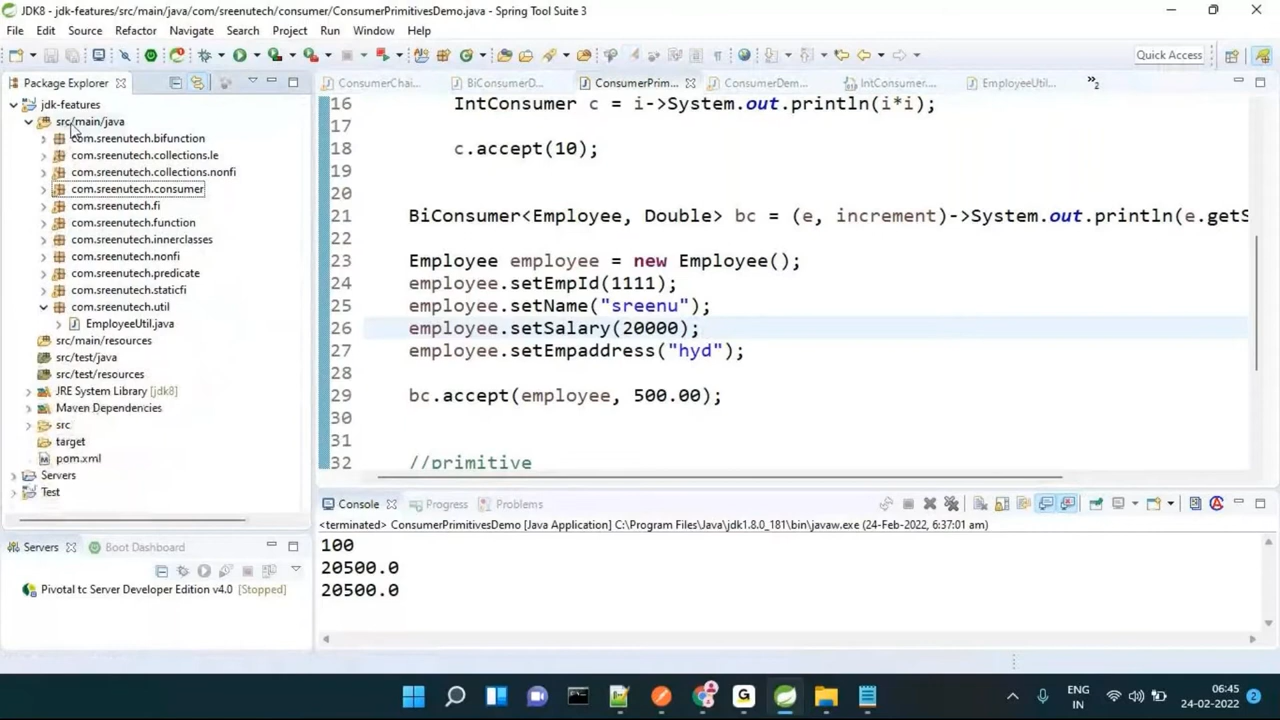 JDK8 - jdk-features/src/main/java/com/sreenutech/consumer/ConsumerPrimitivesDemo.java - Spring Tool Suite 3
File Edit Source Refactor Navigate Search Project Run Window Help
Quick Access
Package Explorer
jdk-features
src/main/java
com.sreenutech.bifunction
com.sreenutech.collections.le
com.sreenutech.collections.nonfi
com.sreenutech.consumer
com.sreenutech.fi
com.sreenutech.function
com.sreenutech.innerclasses
com.sreenutech.nonfi
com.sreenutech.predicate
com.sreenutech.staticfi
com.sreenutech.util
EmployeeUtil.java
src/main/resources
src/test/java
src/test/resources
JRE System Library [jdk8]
Maven Dependencies
src
target
pom.xml
Servers
Test
Servers Boot Dashboard
Pivotal tc Server Developer Edition v4.0 [Stopped]
ConsumerChai... BiConsumerD... ConsumerPrim... ConsumerDem... IntConsumer.... EmployeeUtil... »2
16 IntConsumer c = i->System.out.println(i*i);
17
18 c.accept(10);
19
20
21 BiConsumer<Employee, Double> bc = (e, increment)->System.out.println(e.getS
22
23 Employee employee = new Employee();
24 employee.setEmpId(1111);
25 employee.setName("sreenu");
26 employee.setSalary(20000);
27 employee.setEmpaddress("hyd");
28
29 bc.accept(employee, 500.00);
30
31
32 //primitive
Console Progress Problems
<terminated> ConsumerPrimitivesDemo [Java Application] C:\Program Files\Java\jdk1.8.0_181\bin\javaw.exe (24-Feb-2022, 6:37:01 am)
100
20500.0
20500.0
ENG
IN
06:45
24-02-2022
2